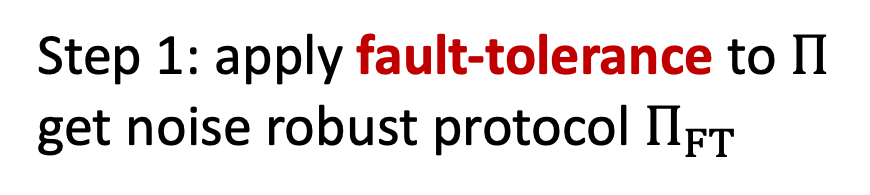 Step 1: apply fault-tolerance to Π
get noise robust protocol Π_FT